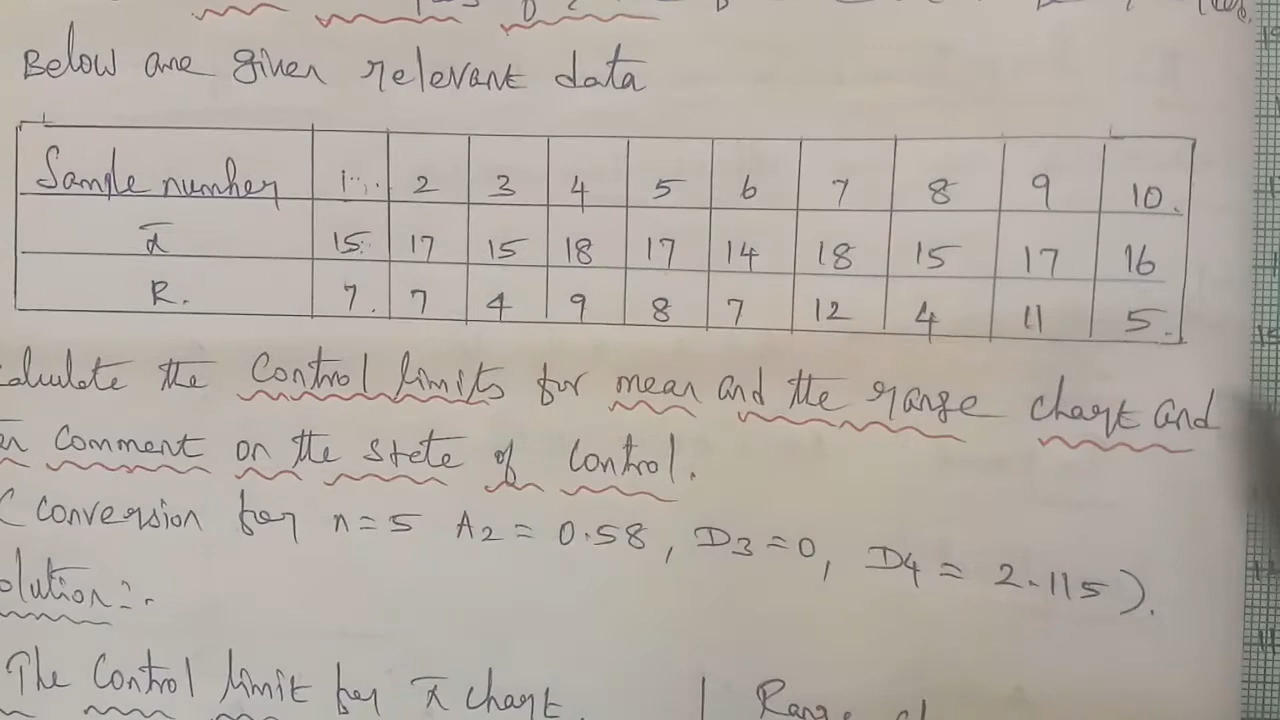 Below are given relevant data
Sample number 1 2 3 4 5 6 7 8 9 10.
x̄ 15 17 15 18 17 14 18 15 17 16
R. 7. 7 4 9 8 7 12 4 11 5.
alculate the Control limits for mean and the range chart and
comment on the state of control.
( conversion for n = 5 A2 = 0.58, D3 = 0, D4 = 2.115).
olution:-
The Control limit for x̄ chart.
Range